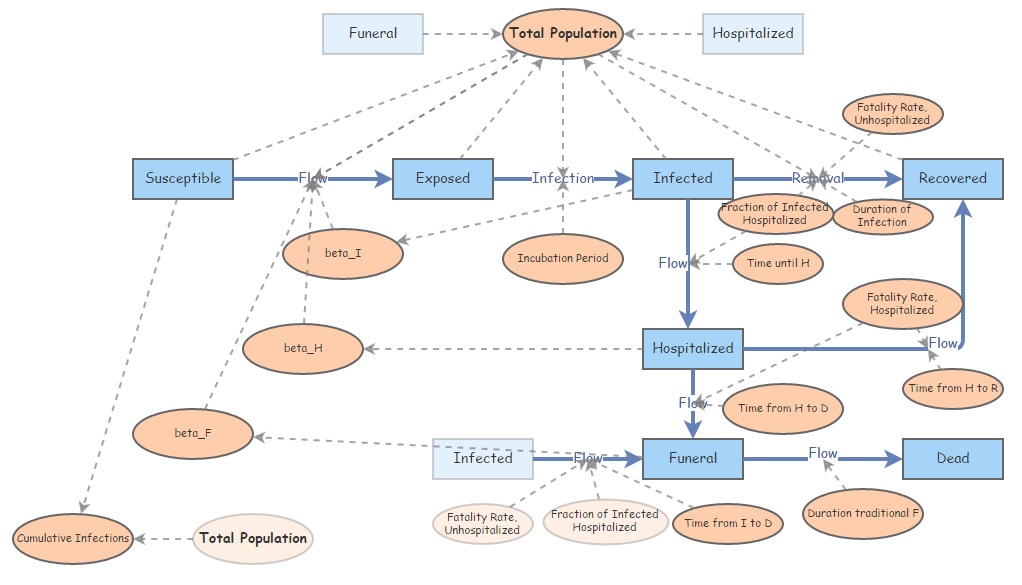 Funeral
Total Population
Hospitalized
Fatality Rate,
Unhospitalized
Susceptible
Flow
Exposed
Infection
Infected
Removal
Recovered
Fraction of Infected
Hospitalized
Duration of
Infection
beta_I
Incubation Period
Flow
Time until H
Fatality Rate,
Hospitalized
beta_H
Hospitalized
Flow
Time from H to R
Flow
Time from H to D
beta_F
Infected
Flow
Funeral
Flow
Dead
Fatality Rate,
Unhospitalized
Fraction of Infected
Hospitalized
Time from I to D
Duration traditional F
Cumulative Infections
Total Population